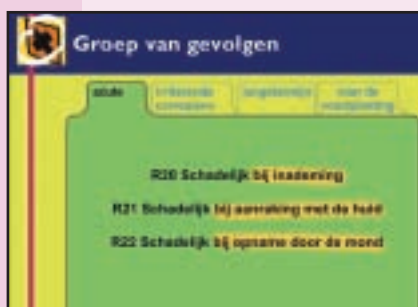 Groep van gevolgen
acute
R20 Schadelijk bij inademing
R21 Schadelijk bij aanraking met de huid
R22 Schadelijk bij opname door de mond